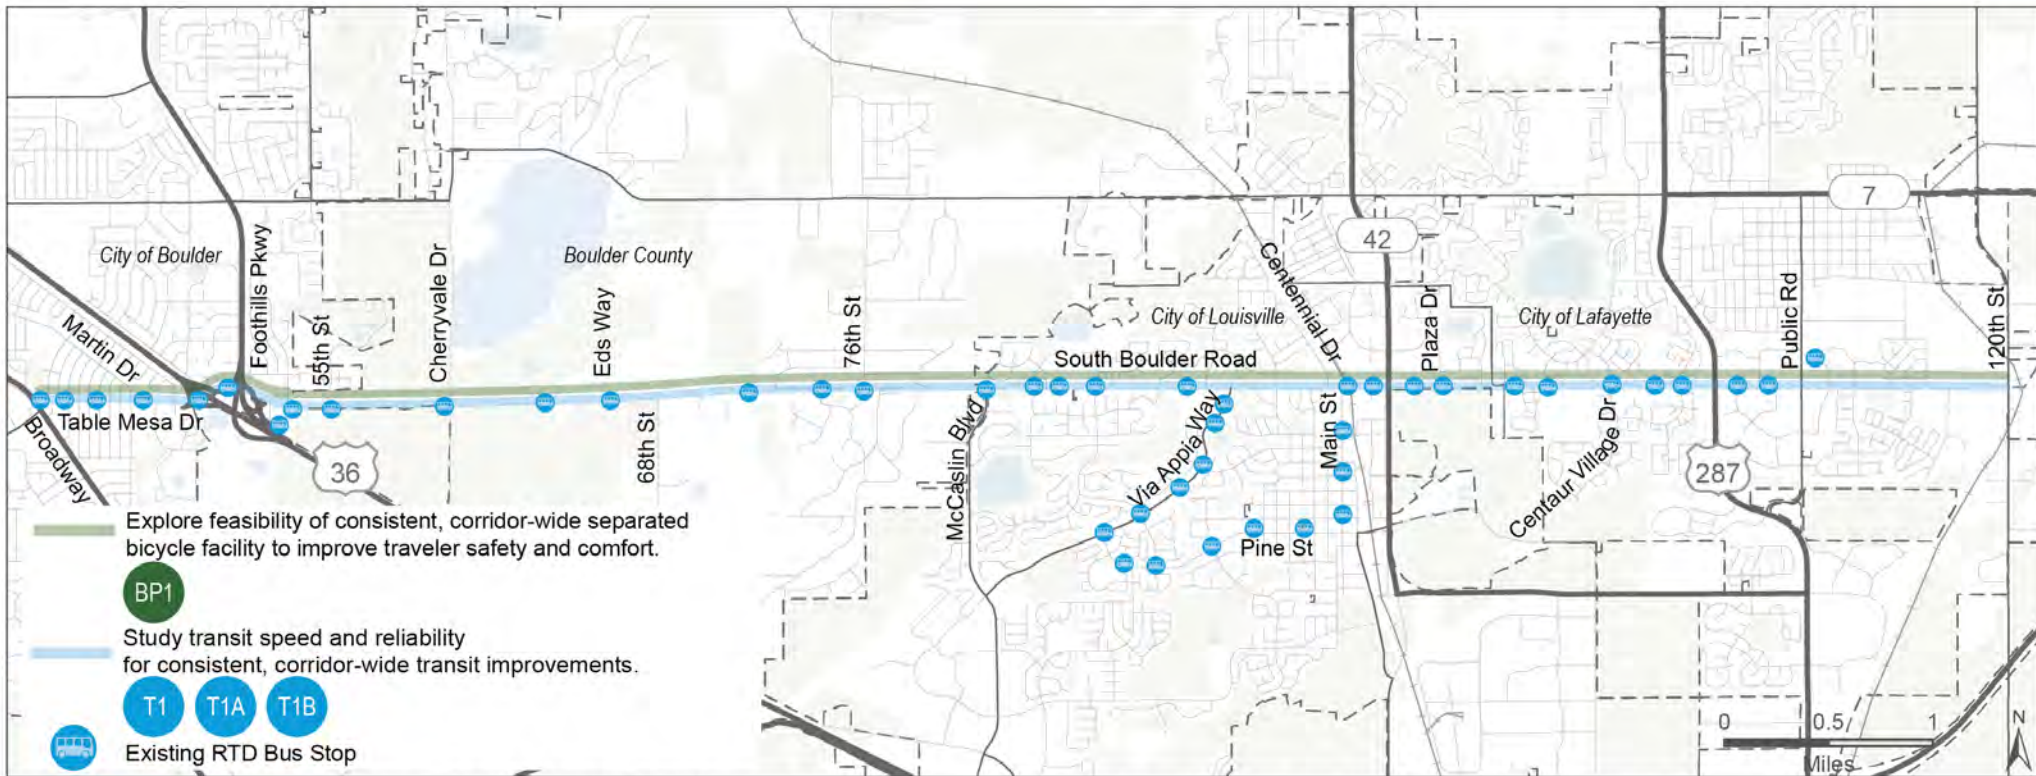 7
42
City of Boulder
Boulder County
Foothills Pkwy
Cherryvale Dr
Eds Way
76th St
Centennial Dr
City of Louisville
Plaza Dr
City of Lafayette
Public Rd
120th St
Martin Dr
55th St
South Boulder Road
Table Mesa Dr
Broadway
36
68th St
McCaslin Blvd
Via Appia Way
Main St
Pine St
Centaur Village Dr
287
Explore feasibility of consistent, corridor-wide separated
bicycle facility to improve traveler safety and comfort.
BP1
Study transit speed and reliability
for consistent, corridor-wide transit improvements.
T1 T1A T1B
Existing RTD Bus Stop
0 0.5 1
Miles
N